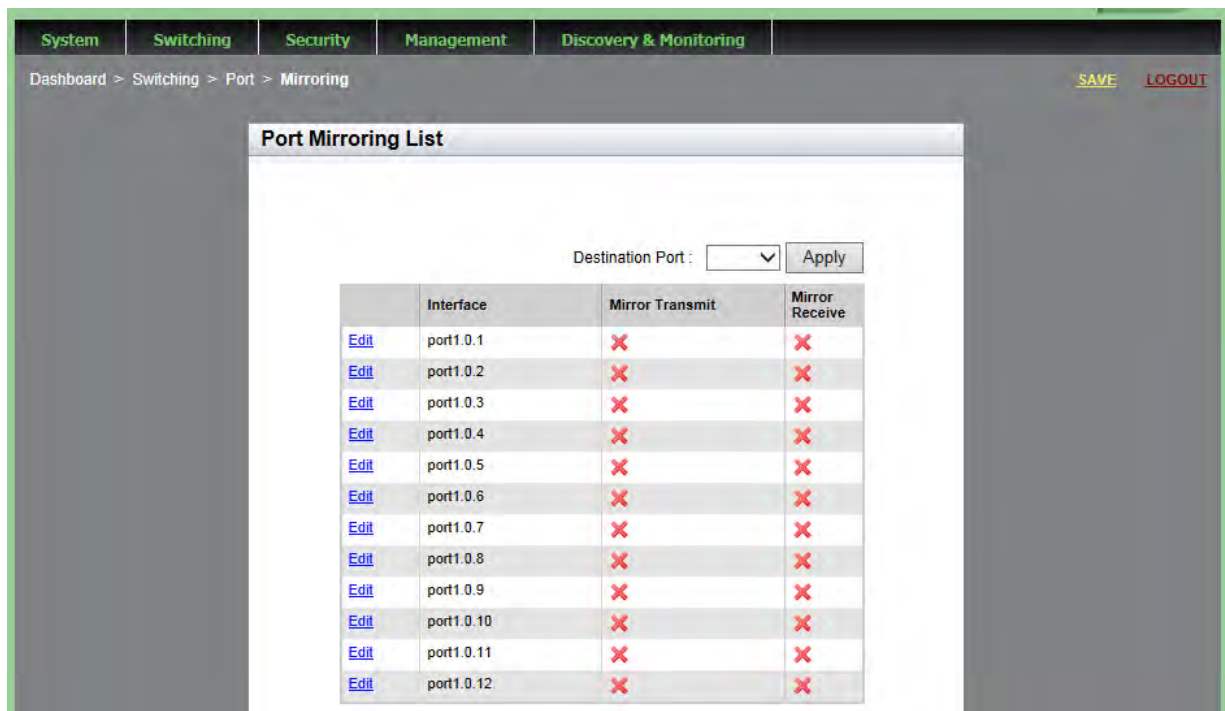 System Switching Security Management Discovery & Monitoring
Dashboard > Switching > Port > Mirroring SAVE LOGOUT
Port Mirroring List
Destination Port : Apply
Interface Mirror Transmit Mirror Receive
Edit port1.0.1
Edit port1.0.2
Edit port1.0.3
Edit port1.0.4
Edit port1.0.5
Edit port1.0.6
Edit port1.0.7
Edit port1.0.8
Edit port1.0.9
Edit port1.0.10
Edit port1.0.11
Edit port1.0.12